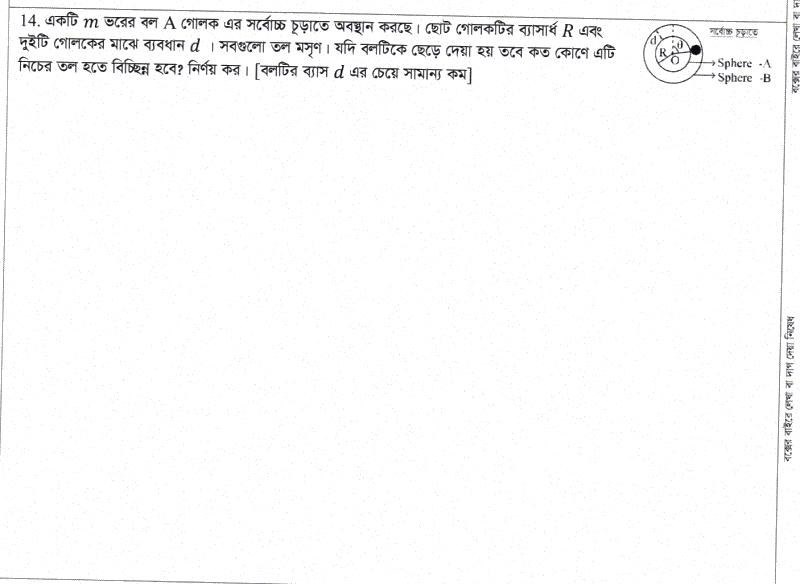 14. একটি m ভরের বল A গোলক এর সর্বোচ্চ চূড়াতে অবস্থান করছে। ছোট গোলকটির ব্যাসার্ধ R এবং
দুইটি গোলকের মাঝে ব্যবধান d । সবগুলো তল মসৃণ। যদি বলটিকে ছেড়ে দেয়া হয় তবে কত কোণে এটি
নিচের তল হতে বিচ্ছিন্ন হবে? নির্ণয় কর। [বলটির ব্যাস d এর চেয়ে সামান্য কম]
সর্বোচ্চ চূড়াতে
d
θ
R
O
Sphere -A
Sphere -B
বক্সের বাইরে লেখা বা দাগ দেয়া নিষেধ
বক্সের বাইরে লেখা বা দা